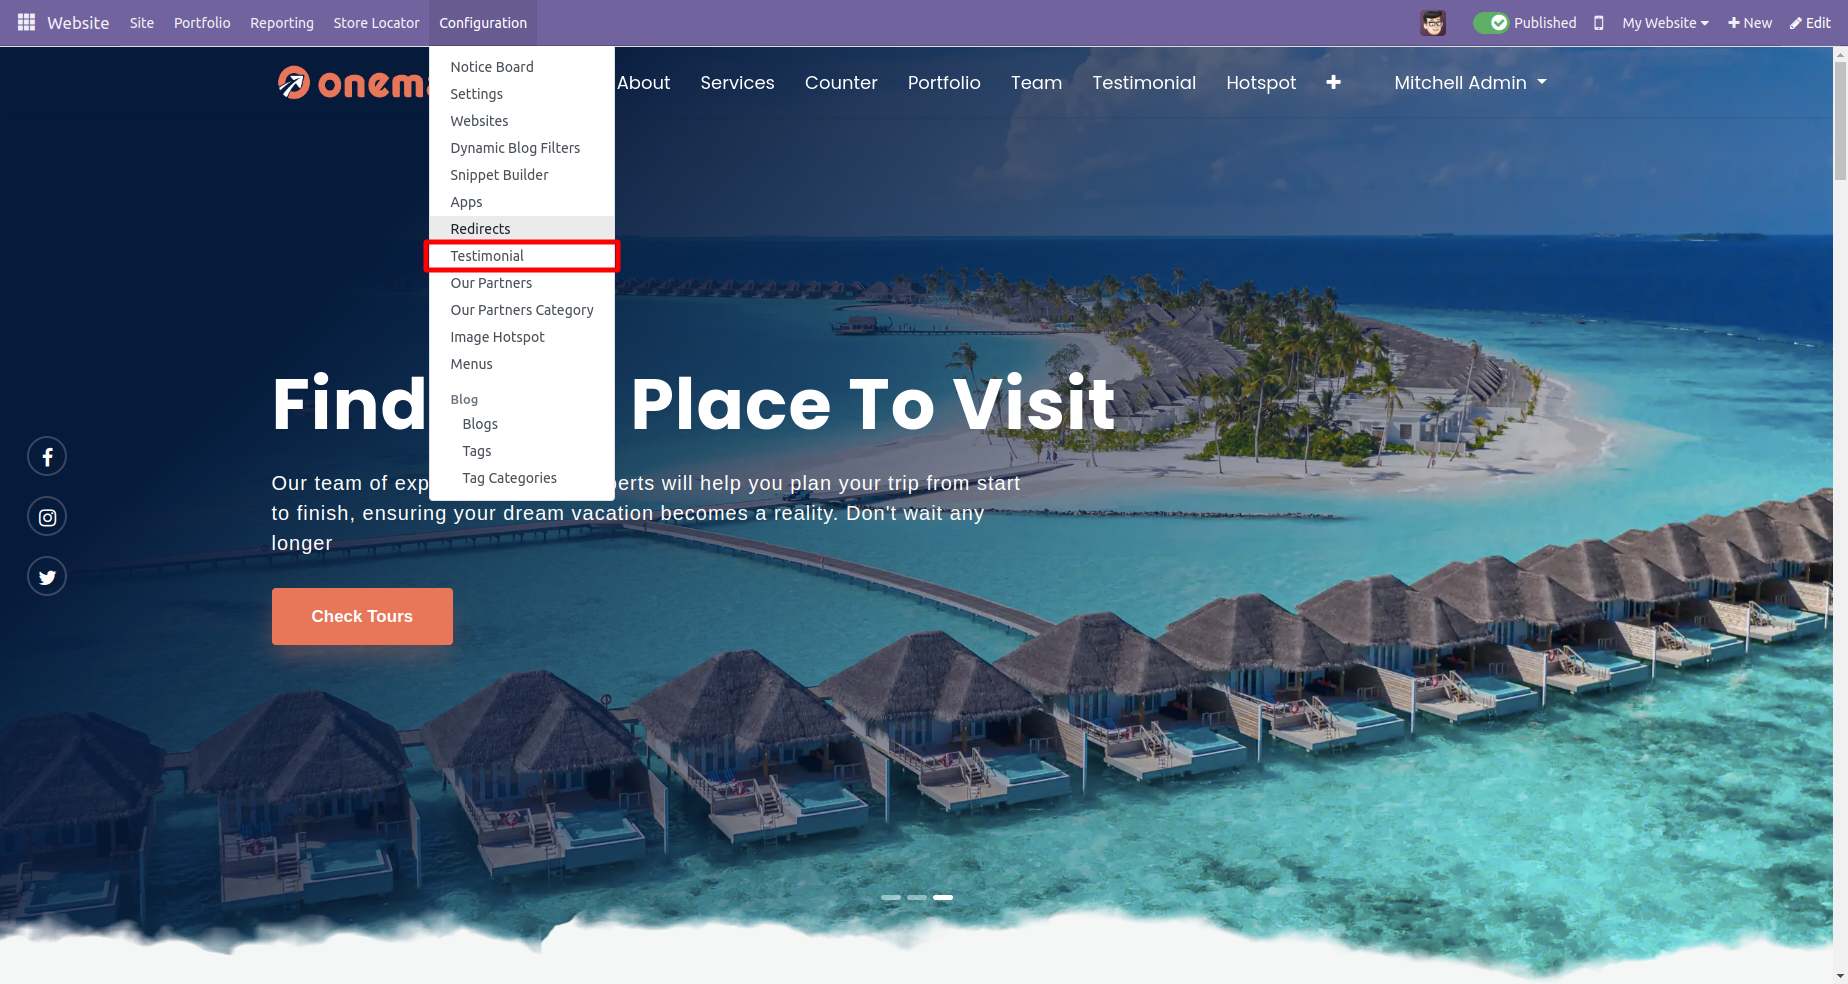 Website Site Portfolio Reporting Store Locator Configuration Published My Website New Edit
onem About Services Counter Portfolio Team Testimonial Hotspot Mitchell Admin
Notice Board
Settings
Websites
Dynamic Blog Filters
Snippet Builder
Apps
Redirects
Testimonial
Our Partners
Our Partners Category
Image Hotspot
Menus
Blog
Blogs
Tags
Tag Categories
Find Place To Visit
Our team of exp erts will help you plan your trip from start
to finish, ensuring your dream vacation becomes a reality. Don't wait any
longer
Check Tours